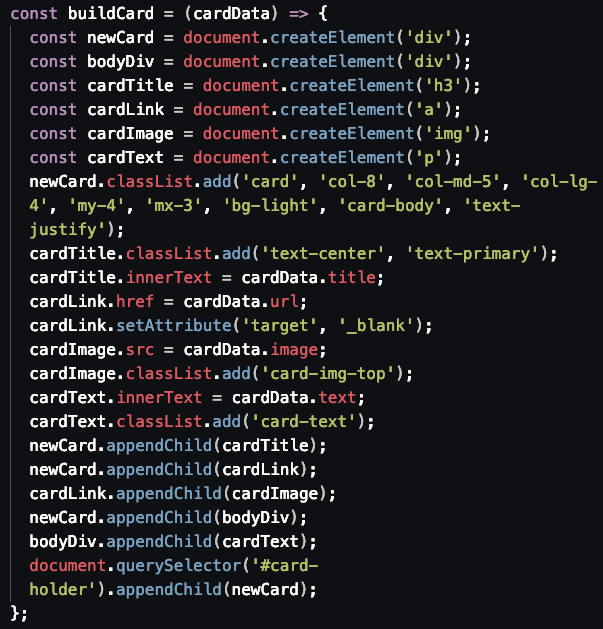 const buildCard = (cardData) => {
  const newCard = document.createElement('div');
  const bodyDiv = document.createElement('div');
  const cardTitle = document.createElement('h3');
  const cardLink = document.createElement('a');
  const cardImage = document.createElement('img');
  const cardText = document.createElement('p');
  newCard.classList.add('card', 'col-8', 'col-md-5', 'col-lg-
  4', 'my-4', 'mx-3', 'bg-light', 'card-body', 'text-
  justify');
  cardTitle.classList.add('text-center', 'text-primary');
  cardTitle.innerText = cardData.title;
  cardLink.href = cardData.url;
  cardLink.setAttribute('target', '_blank');
  cardImage.src = cardData.image;
  cardImage.classList.add('card-img-top');
  cardText.innerText = cardData.text;
  cardText.classList.add('card-text');
  newCard.appendChild(cardTitle);
  newCard.appendChild(cardLink);
  cardLink.appendChild(cardImage);
  newCard.appendChild(bodyDiv);
  bodyDiv.appendChild(cardText);
  document.querySelector('#card-
  holder').appendChild(newCard);
};